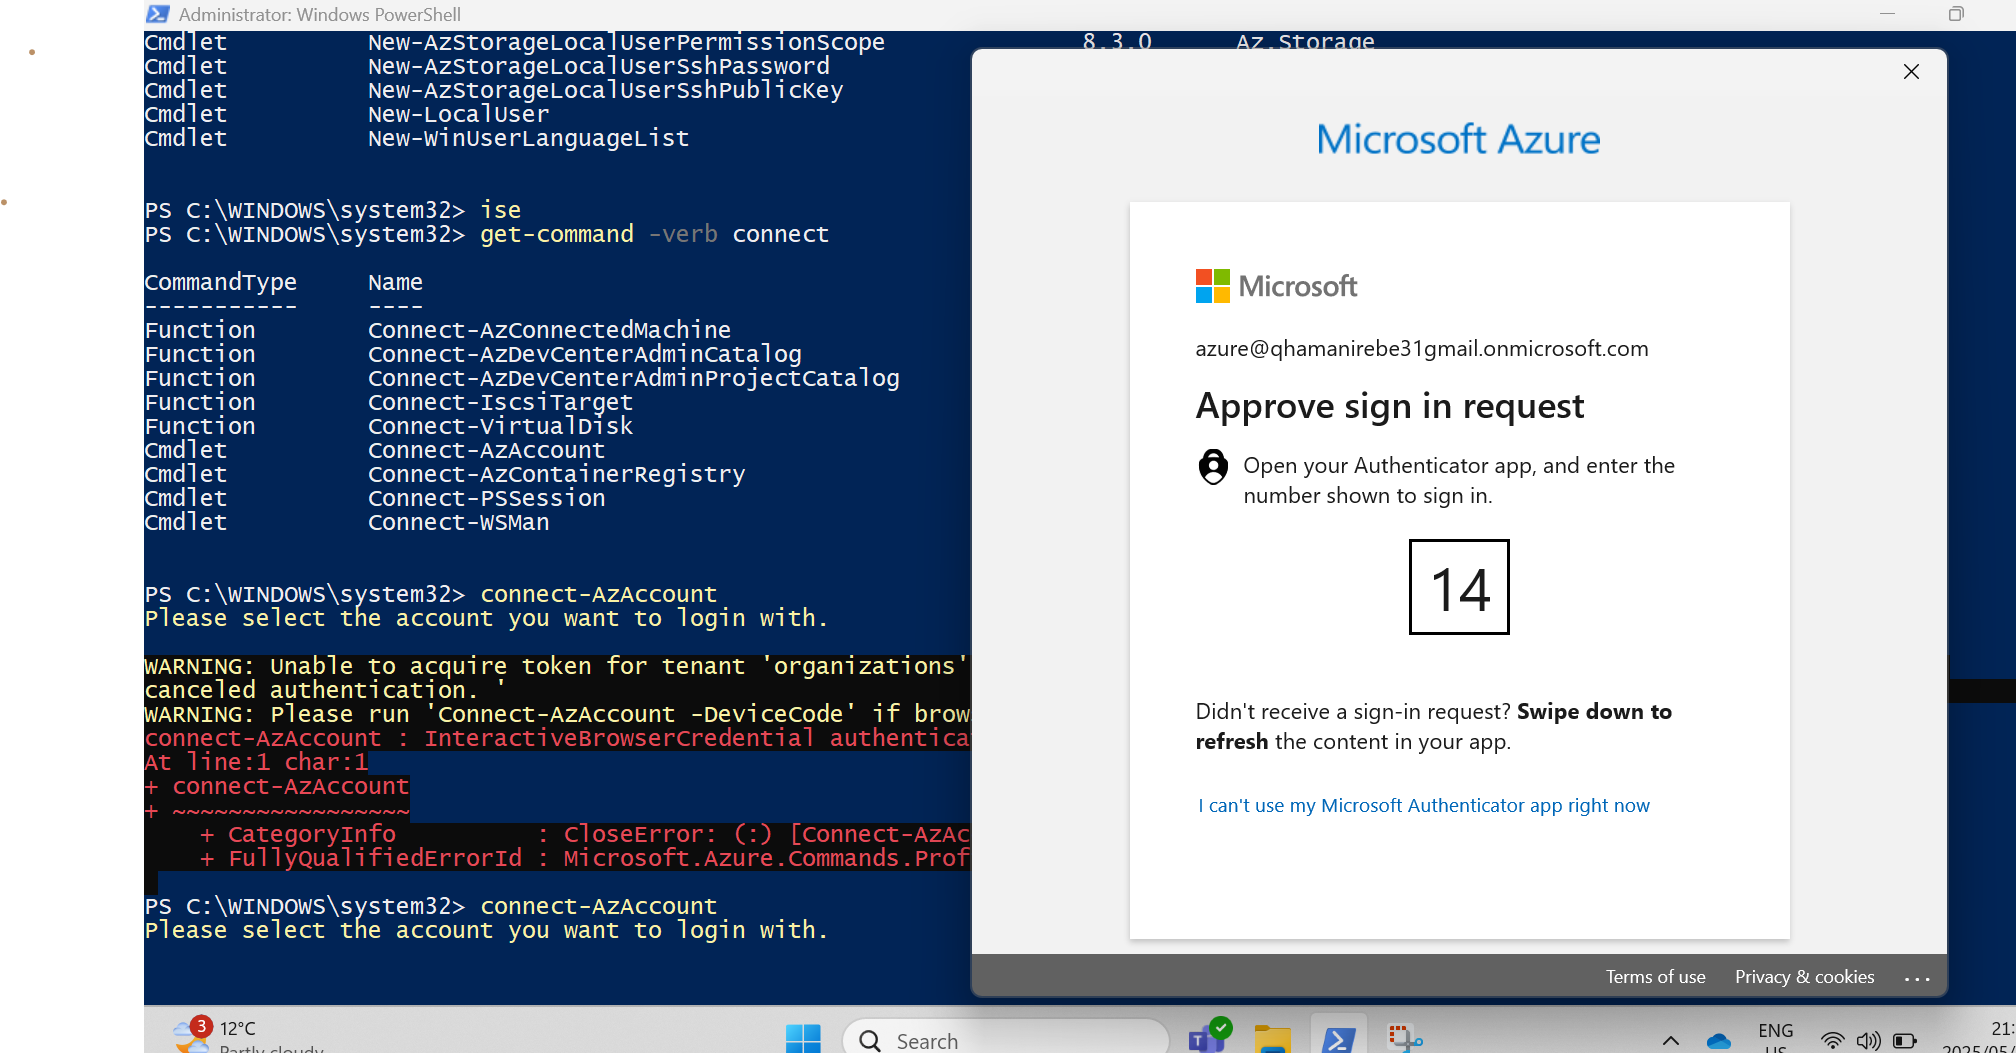 Administrator: Windows PowerShell
Cmdlet New-AzStorageLocalUserPermissionScope 8.3.0 Az.Storage
Cmdlet New-AzStorageLocalUserSshPassword
Cmdlet New-AzStorageLocalUserSshPublicKey
Cmdlet New-LocalUser
Cmdlet New-WinUserLanguageList
PS C:\WINDOWS\system32> ise
PS C:\WINDOWS\system32> get-command -verb connect
CommandType Name
----------- ----
Function Connect-AzConnectedMachine
Function Connect-AzDevCenterAdminCatalog
Function Connect-AzDevCenterAdminProjectCatalog
Function Connect-IscsiTarget
Function Connect-VirtualDisk
Cmdlet Connect-AzAccount
Cmdlet Connect-AzContainerRegistry
Cmdlet Connect-PSSession
Cmdlet Connect-WSMan
PS C:\WINDOWS\system32> connect-AzAccount
Please select the account you want to login with.
WARNING: Unable to acquire token for tenant 'organizations'
canceled authentication. '
WARNING: Please run 'Connect-AzAccount -DeviceCode' if brow
connect-AzAccount : InteractiveBrowserCredential authentica
At line:1 char:1
+ connect-AzAccount
+ ~~~~~~~~~~~~~~~~~
+ CategoryInfo : CloseError: (:) [Connect-AzAc
+ FullyQualifiedErrorId : Microsoft.Azure.Commands.Prof
PS C:\WINDOWS\system32> connect-AzAccount
Please select the account you want to login with.
Microsoft Azure
Microsoft
azure@qhamanirebe31gmail.onmicrosoft.com
Approve sign in request
Open your Authenticator app, and enter the
number shown to sign in.
14
Didn't receive a sign-in request? Swipe down to
refresh the content in your app.
I can't use my Microsoft Authenticator app right now
Terms of use Privacy & cookies ...
3
12°C
Partly cloudy
Search
ENG
US
21:
2025/05/